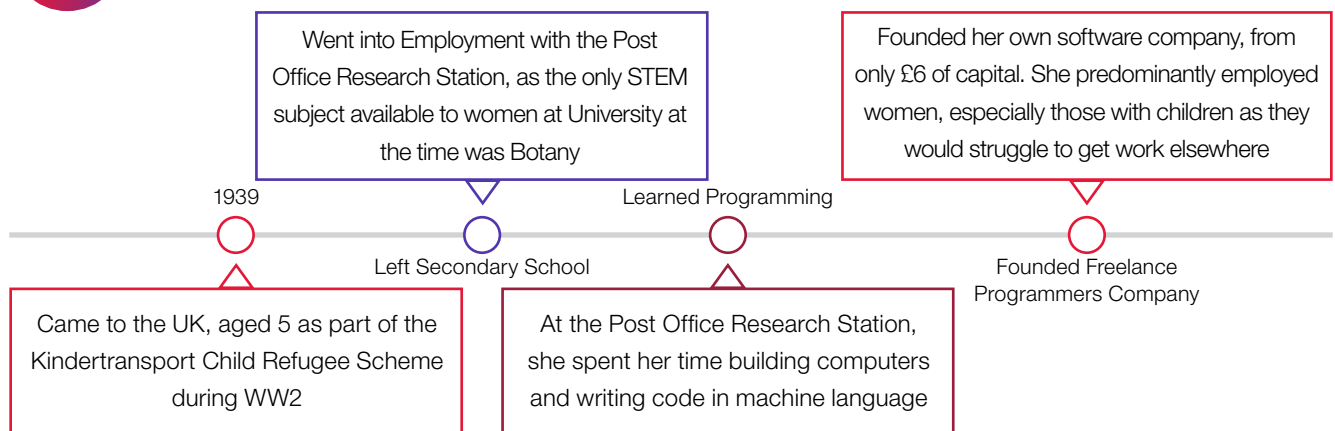 Went into Employment with the Post
Office Research Station, as the only STEM
subject available to women at University at
the time was Botany
Founded her own software company, from
only £6 of capital. She predominantly employed
women, especially those with children as they
would struggle to get work elsewhere
1939
Learned Programming
Left Secondary School
Founded Freelance
Programmers Company
Came to the UK, aged 5 as part of the
Kindertransport Child Refugee Scheme
during WW2
At the Post Office Research Station,
she spent her time building computers
and writing code in machine language